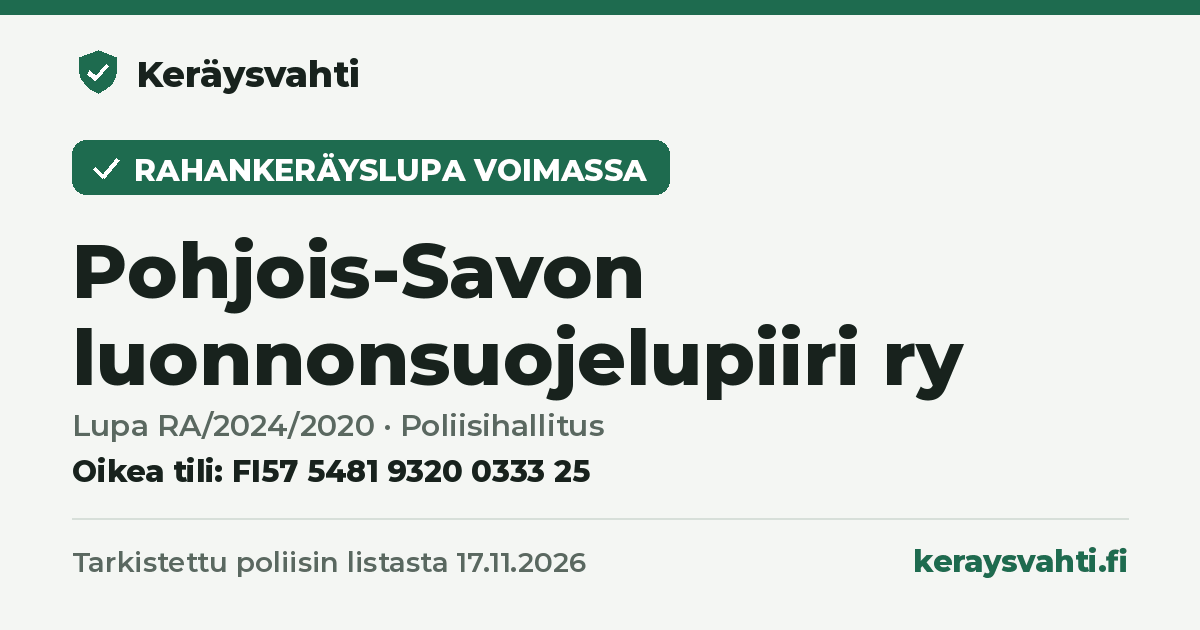 Keräysvahti
RAHANKERÄYSLUPA VOIMASSA
Pohjois-Savon
luonnonsuojelupiiri ry
Lupa RA/2024/2020 · Poliisihallitus
Oikea tili: FI57 5481 9320 0333 25
Tarkistettu poliisin listasta 17.11.2026
keraysvahti.fi